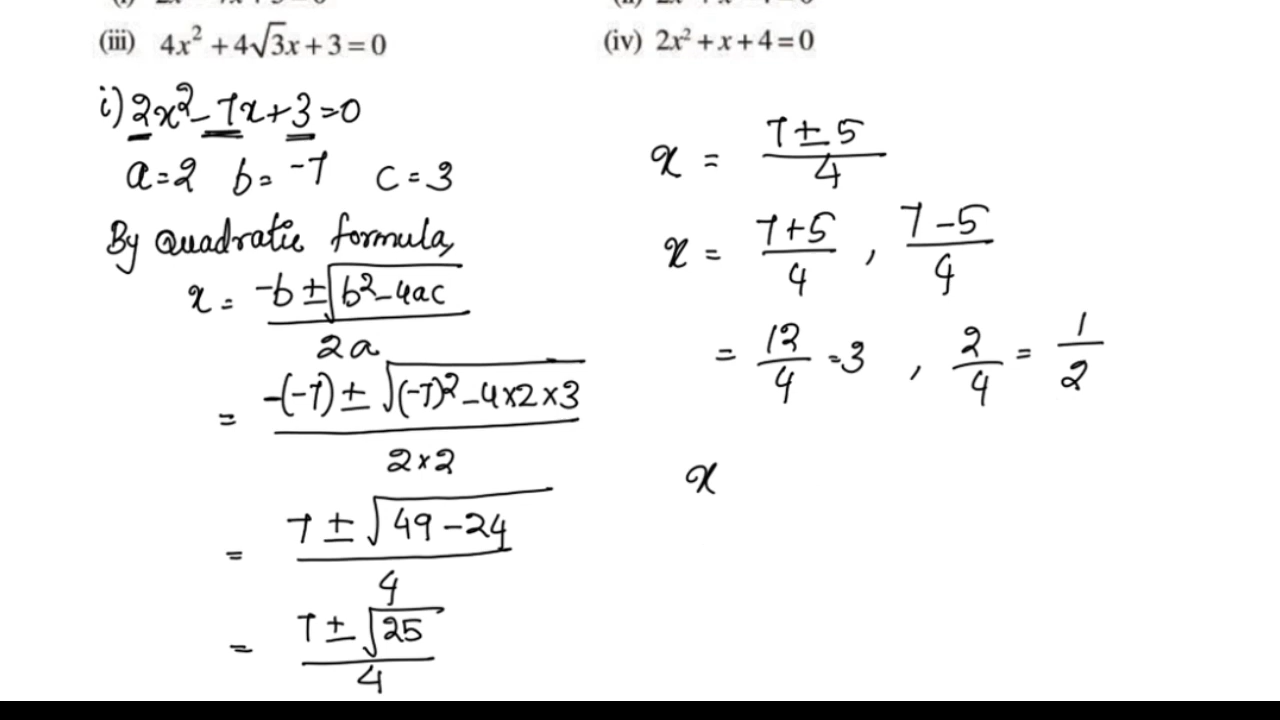 (iii) 4x² + 4√3x + 3 = 0
(iv) 2x² + x + 4 = 0
i) 2x² - 7x + 3 = 0
a = 2 b = -7 c = 3
By Quadratic formula,
x = (-b ± √(b² - 4ac)) / 2a
= (-(-7) ± √((-7)² - 4×2×3)) / 2×2
= (7 ± √(49 - 24)) / 4
= (7 ± √25) / 4
x = (7 ± 5) / 4
x = (7+5) / 4 , (7-5) / 4
= 12/4 = 3 , 2/4 = 1/2
x